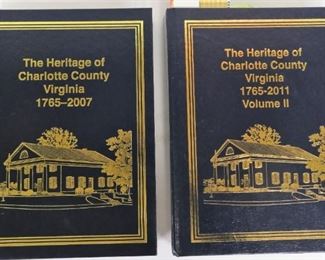 The Heritage of
Charlotte County
Virginia
1765–2007
The Heritage of
Charlotte County
Virginia
1765-2011
Volume II